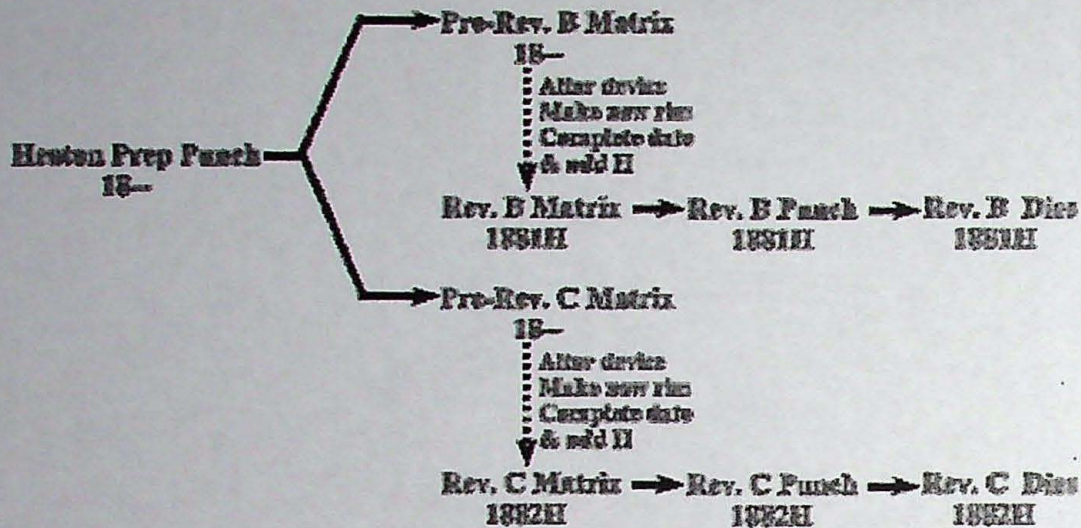 Pre-Rev. B Matrix
18--
Alter device
Make new rim
Complete date
& add H
Heaton Prep Punch
18--
Rev. B Matrix
1881H
Rev. B Punch
1881H
Rev. B Dies
1881H
Pre-Rev. C Matrix
18--
Alter device
Make new rim
Complete date
& add H
Rev. C Matrix
1882H
Rev. C Punch
1882H
Rev. C Dies
1882H